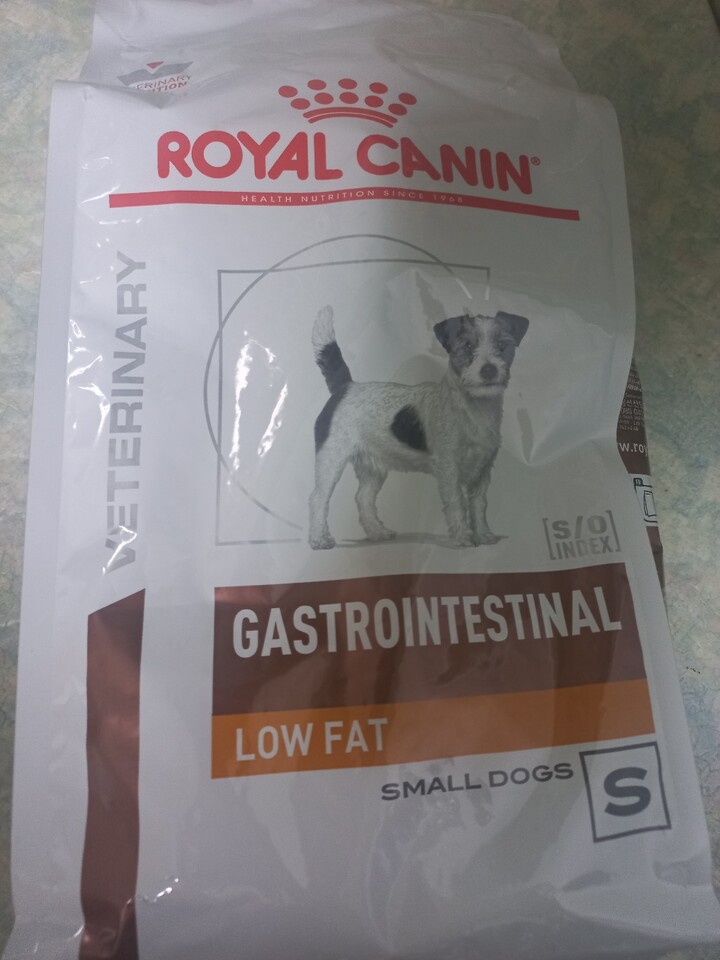 ROYAL CANIN®
HEALTH NUTRITION SINCE 1968
VETERINARY
S/O
INDEX
GASTROINTESTINAL
LOW FAT
SMALL DOGS
S